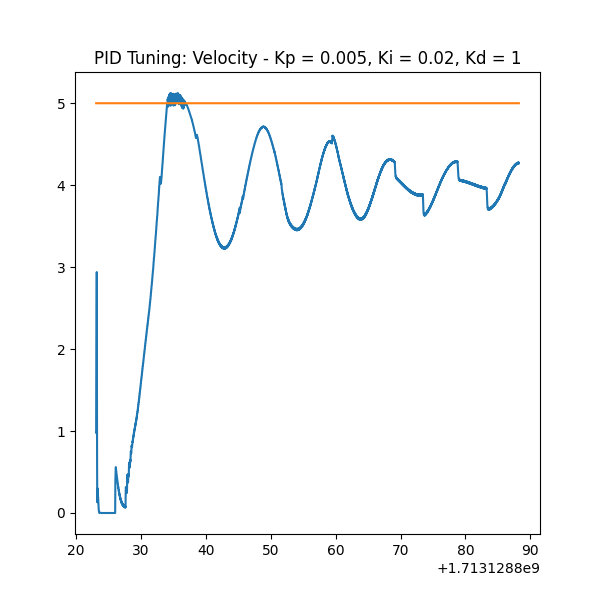 PID Tuning: Velocity - Kp = 0.005, Ki = 0.02, Kd = 1
5
4
3
2
1
0
20 30 40 50 60 70 80 90
+1.7131288e9